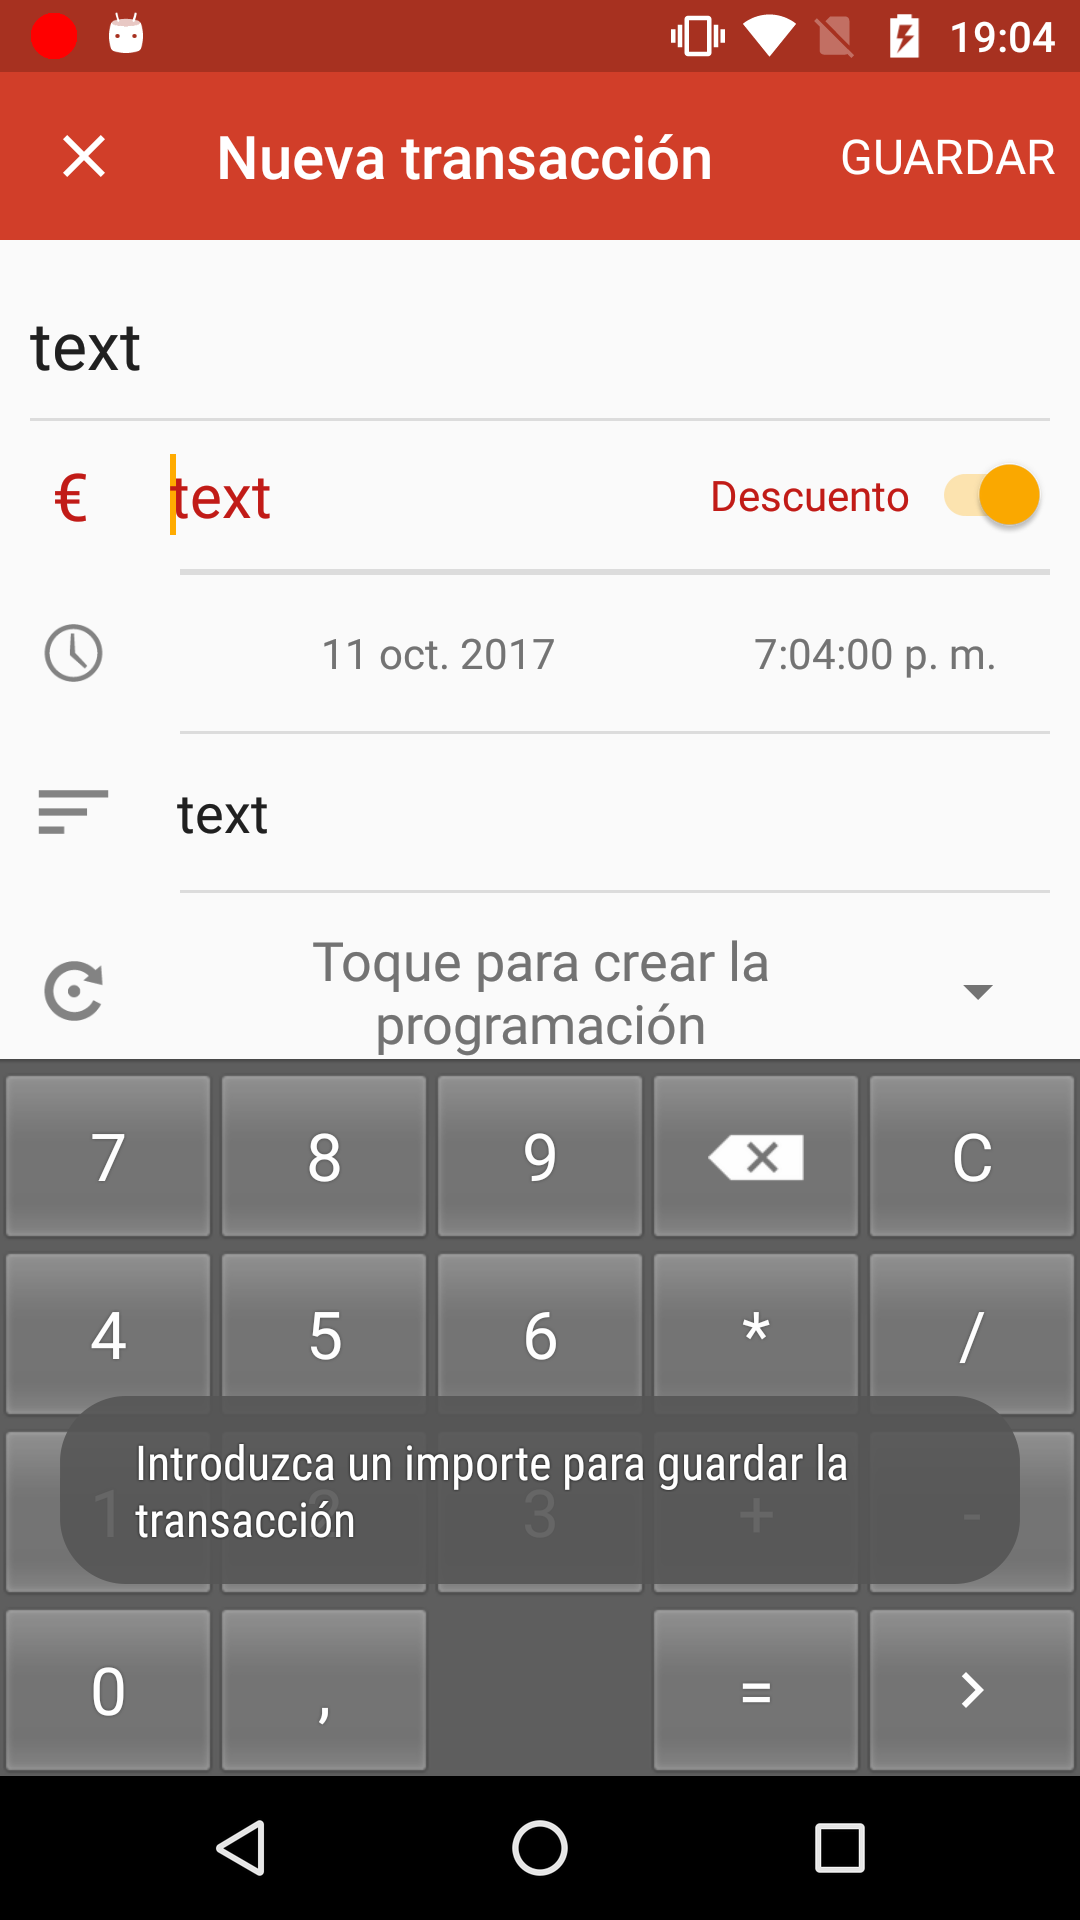 19:04
Nueva transacción GUARDAR
text
€ text Descuento
11 oct. 2017 7:04:00 p. m.
text
Toque para crear la
programación
7 8 9 C
4 5 6 * /
1 2 3 + -
Introduzca un importe para guardar la
transacción
0 , = >